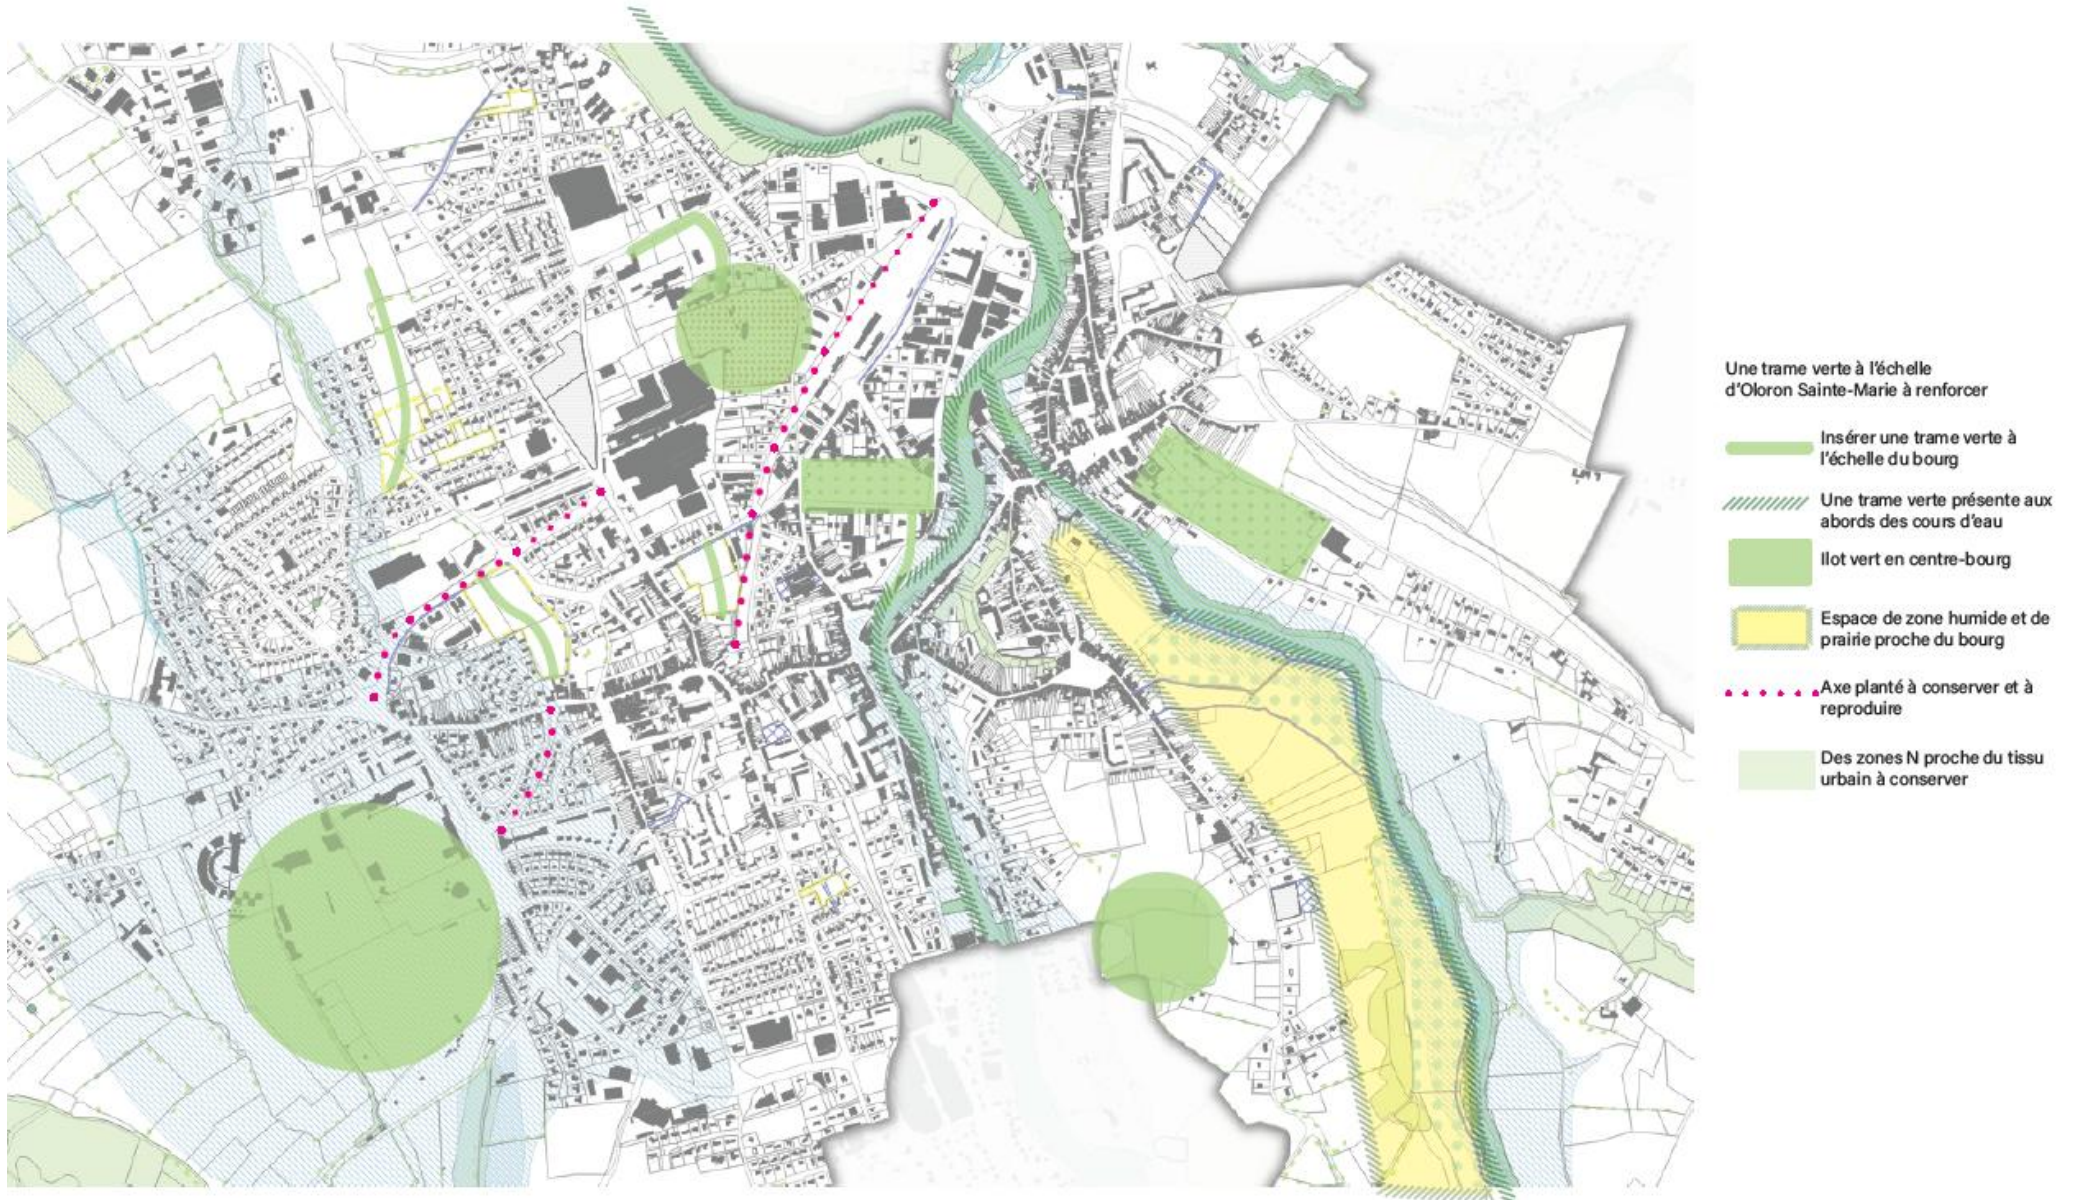 Une trame verte à l'échelle
d'Oloron Sainte-Marie à renforcer
Insérer une trame verte à
l'échelle du bourg
Une trame verte présente aux
abords des cours d'eau
Ilot vert en centre-bourg
Espace de zone humide et de
prairie proche du bourg
Axe planté à conserver et à
reproduire
Des zones N proche du tissu
urbain à conserver